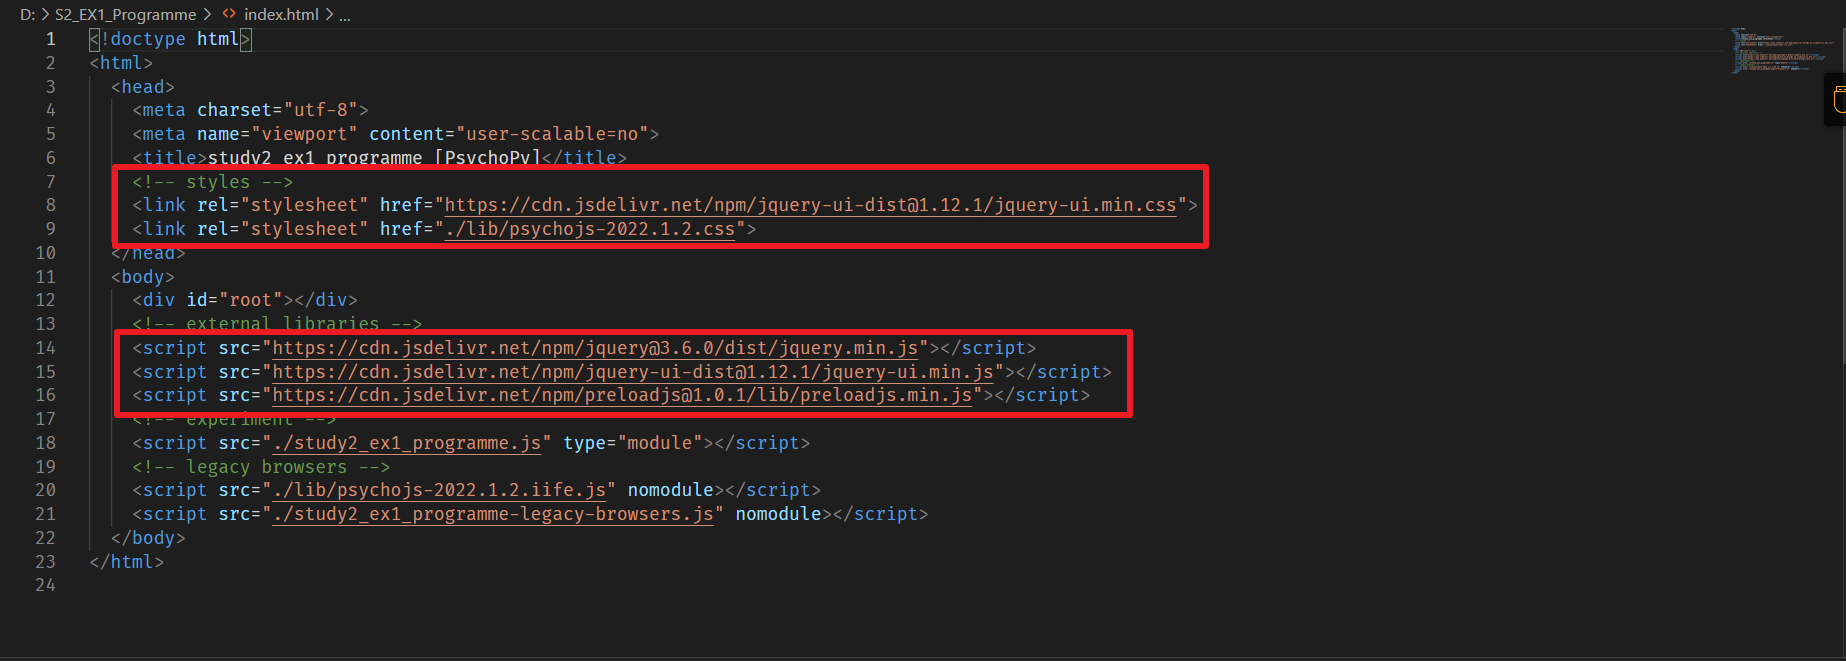 D: > S2_EX1_Programme > <> index.html > ...
1 <!doctype html>
2 <html>
3 <head>
4 <meta charset="utf-8">
5 <meta name="viewport" content="user-scalable=no">
6 <title>study2_ex1_programme [PsychoPy]</title>
7 <!-- styles -->
8 <link rel="stylesheet" href="https://cdn.jsdelivr.net/npm/jquery-ui-dist@1.12.1/jquery-ui.min.css">
9 <link rel="stylesheet" href="./lib/psychojs-2022.1.2.css">
10 </head>
11 <body>
12 <div id="root"></div>
13 <!-- external libraries -->
14 <script src="https://cdn.jsdelivr.net/npm/jquery@3.6.0/dist/jquery.min.js"></script>
15 <script src="https://cdn.jsdelivr.net/npm/jquery-ui-dist@1.12.1/jquery-ui.min.js"></script>
16 <script src="https://cdn.jsdelivr.net/npm/preloadjs@1.0.1/lib/preloadjs.min.js"></script>
17 <!-- experiment -->
18 <script src="./study2_ex1_programme.js" type="module"></script>
19 <!-- legacy browsers -->
20 <script src="./lib/psychojs-2022.1.2.iife.js" nomodule></script>
21 <script src="./study2_ex1_programme-legacy-browsers.js" nomodule></script>
22 </body>
23 </html>
24